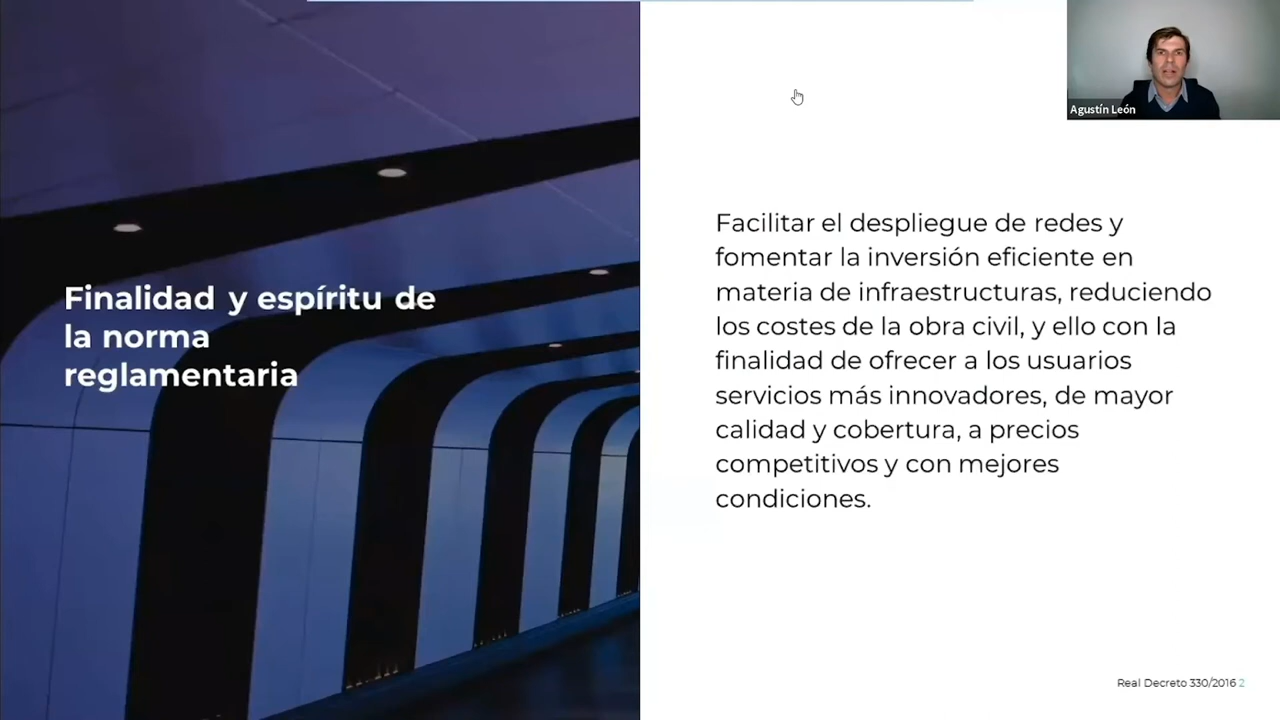 Agustín León
Finalidad y espíritu de
la norma
reglamentaria
Facilitar el despliegue de redes y
fomentar la inversión eficiente en
materia de infraestructuras, reduciendo
los costes de la obra civil, y ello con la
finalidad de ofrecer a los usuarios
servicios más innovadores, de mayor
calidad y cobertura, a precios
competitivos y con mejores
condiciones.
Real Decreto 330/2016 2